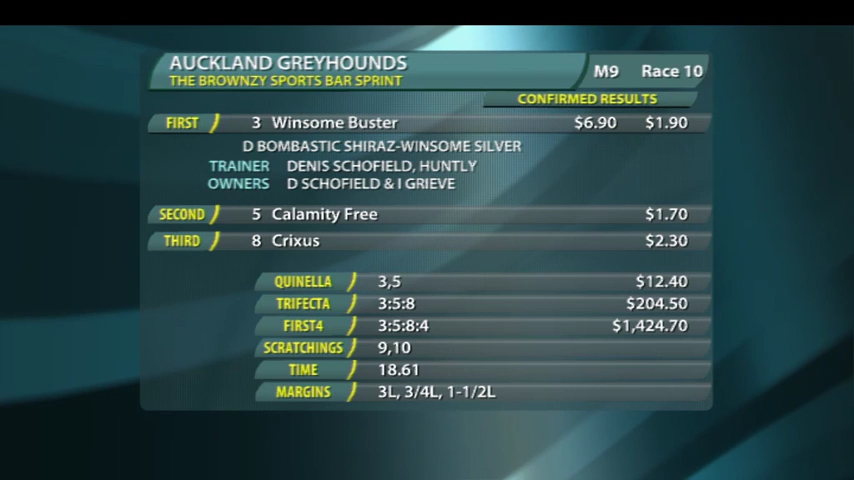 AUCKLAND GREYHOUNDS
THE BROWNZY SPORTS BAR SPRINT
M9 Race 10
CONFIRMED RESULTS
FIRST 3 Winsome Buster $6.90 $1.90
D BOMBASTIC SHIRAZ-WINSOME SILVER
TRAINER DENIS SCHOFIELD, HUNTLY
OWNERS D SCHOFIELD & I GRIEVE
SECOND 5 Calamity Free $1.70
THIRD 8 Crixus $2.30
QUINELLA 3,5 $12.40
TRIFECTA 3:5:8 $204.50
FIRST4 3:5:8:4 $1,424.70
SCRATCHINGS 9,10
TIME 18.61
MARGINS 3L, 3/4L, 1-1/2L